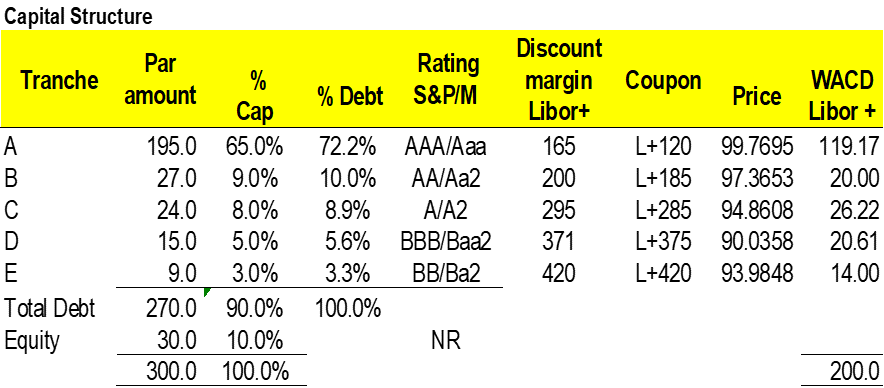 Capital Structure
Tranche Par amount % Cap % Debt Rating S&P/M Discount margin Libor+ Coupon Price WACD Libor +
A 195.0 65.0% 72.2% AAA/Aaa 165 L+120 99.7695 119.17
B 27.0 9.0% 10.0% AA/Aa2 200 L+185 97.3653 20.00
C 24.0 8.0% 8.9% A/A2 295 L+285 94.8608 26.22
D 15.0 5.0% 5.6% BBB/Baa2 371 L+375 90.0358 20.61
E 9.0 3.0% 3.3% BB/Ba2 420 L+420 93.9848 14.00
Total Debt 270.0 90.0% 100.0%
Equity 30.0 10.0% NR
300.0 100.0% 200.0